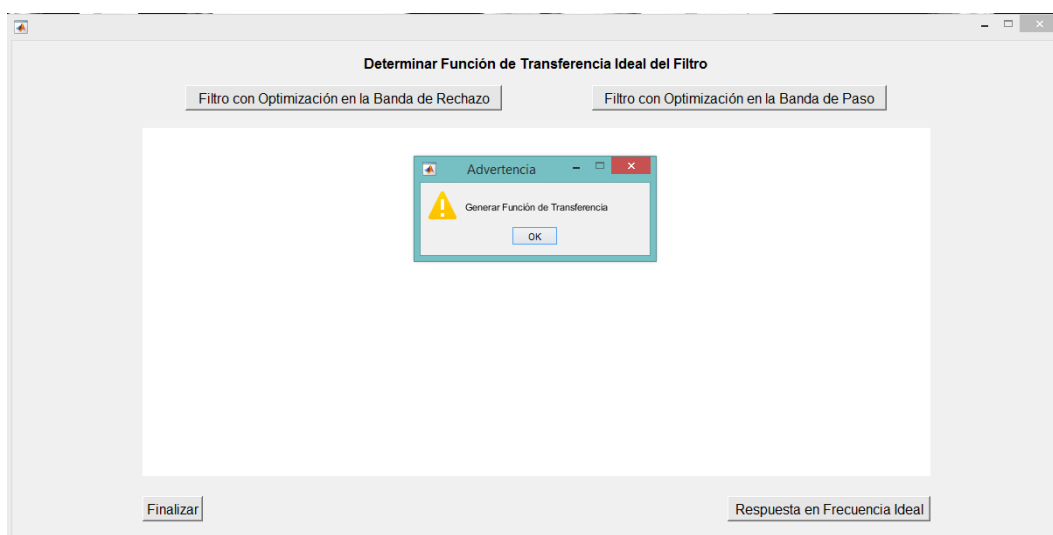 Determinar Función de Transferencia Ideal del Filtro
Filtro con Optimización en la Banda de Rechazo
Filtro con Optimización en la Banda de Paso
Advertencia
Generar Función de Transferencia
OK
Finalizar
Respuesta en Frecuencia Ideal